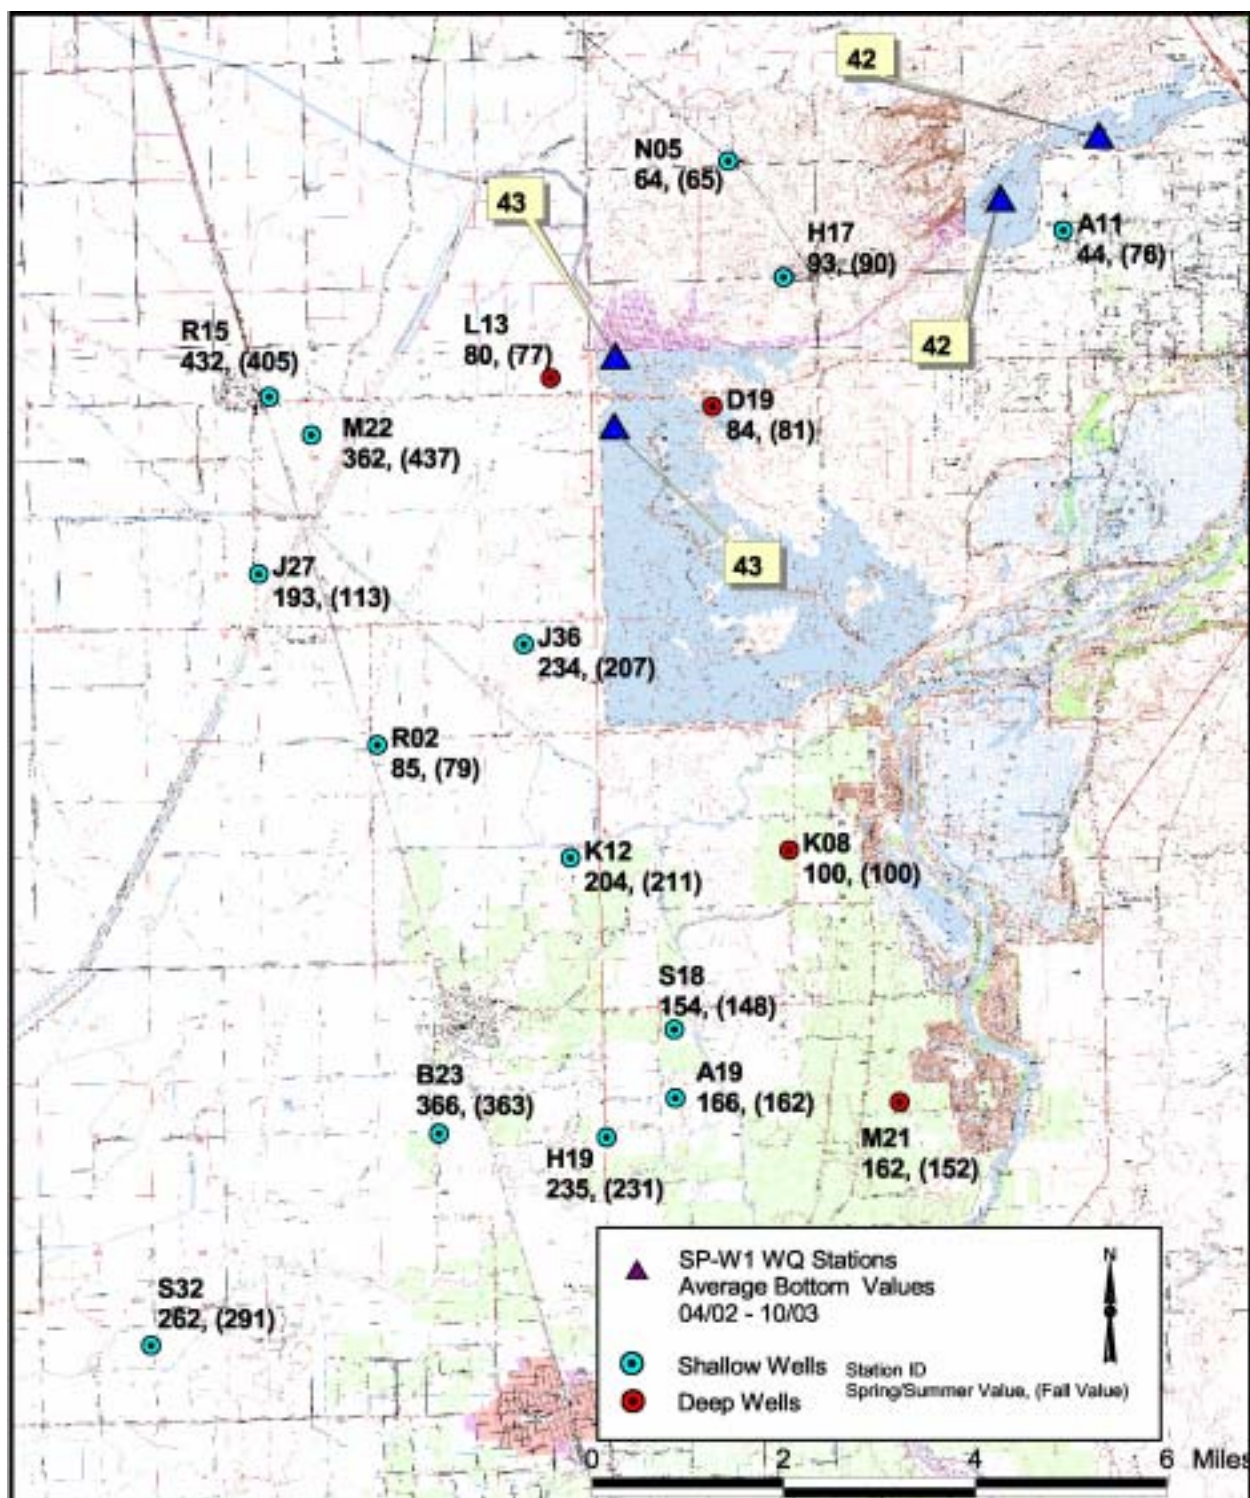 42
N05
64, (65)
43
H17
93, (90)
A11
44, (76)
R15
432, (405)
L13
80, (77)
42
D19
84, (81)
M22
362, (437)
43
J27
193, (113)
J36
234, (207)
R02
85, (79)
K12
204, (211)
K08
100, (100)
S18
154, (148)
B23
366, (363)
A19
166, (162)
H19
235, (231)
M21
162, (152)
S32
262, (291)
SP-W1 WQ Stations
Average Bottom Values
04/02 - 10/03
N
Shallow Wells
Deep Wells
Station ID
Spring/Summer Value, (Fall Value)
0 2 4 6 Miles